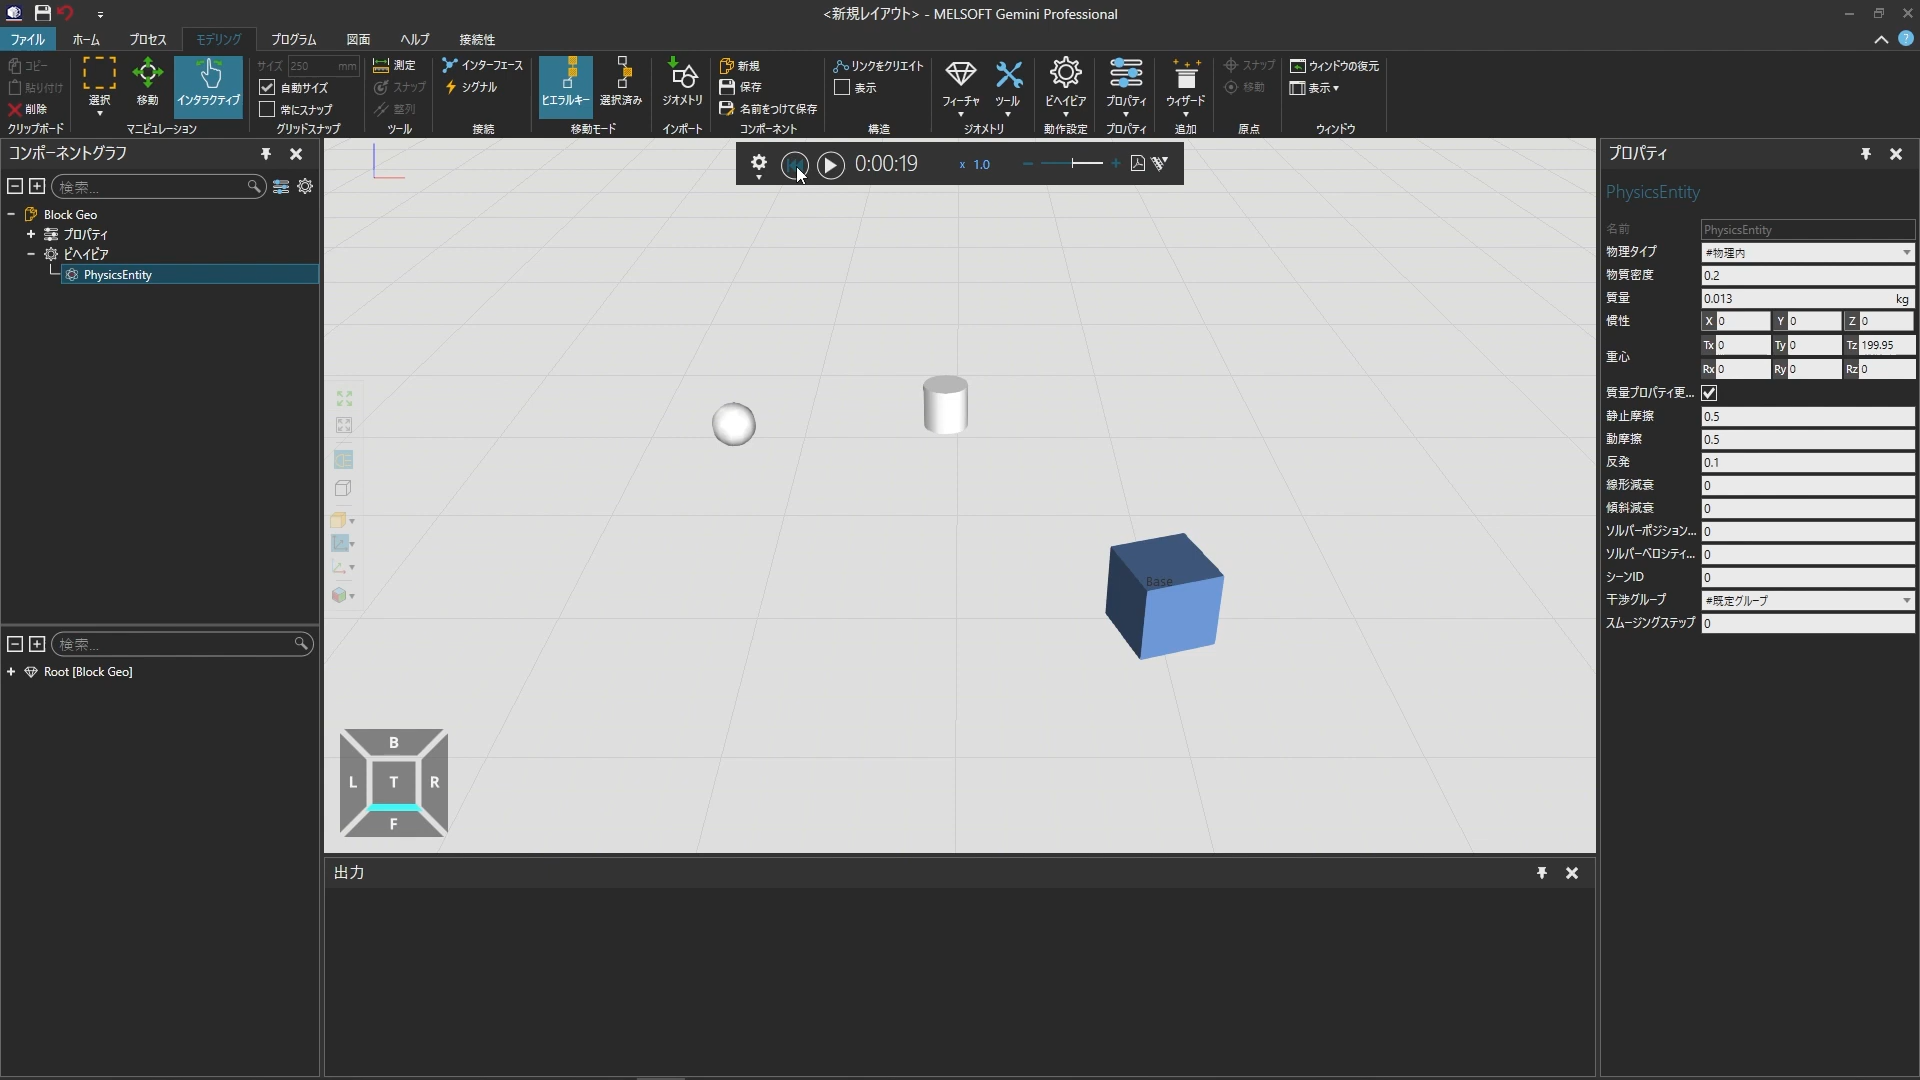 <新規レイアウト> - MELSOFT Gemini Professional
ファイル ホーム プロセス モデリング プログラム 図面 ヘルプ 接続性
コピー
貼り付け
削除
クリップボード
選択 移動 インタラクティブ
マニピュレーション
サイズ 250 mm
自動サイズ
常にスナップ
グリッドスナップ
測定
スナップ
整列
ツール
インターフェース
シグナル
接続
ヒエラルキー 選択済み
移動モード
ジオメトリ
インポート
新規
保存
名前をつけて保存
コンポーネント
リンクをクリエイト
表示
構造
フィーチャ ツール
ジオメトリ
ビヘイビア
動作設定
プロパティ
プロパティ
ウィザード
追加
スナップ
移動
原点
ウィンドウの復元
表示
ウィンドウ
コンポーネントグラフ
検索...
Block Geo
プロパティ
ビヘイビア
PhysicsEntity
検索...
Root [Block Geo]
0:00:19 x 1.0
Base
B
L T R
F
出力
プロパティ
PhysicsEntity
名前 PhysicsEntity
物理タイプ #物理内
物質密度 0.2
質量 0.013 kg
慣性 X 0 Y 0 Z 0
重心 Tx 0 Ty 0 Tz 199.95
Rx 0 Ry 0 Rz 0
質量プロパティ更...
静止摩擦 0.5
動摩擦 0.5
反発 0.1
線形減衰 0
傾斜減衰 0
ソルバーポジション... 0
ソルバーベロシティ... 0
シーンID 0
干渉グループ #既定グループ
スムージングステップ 0